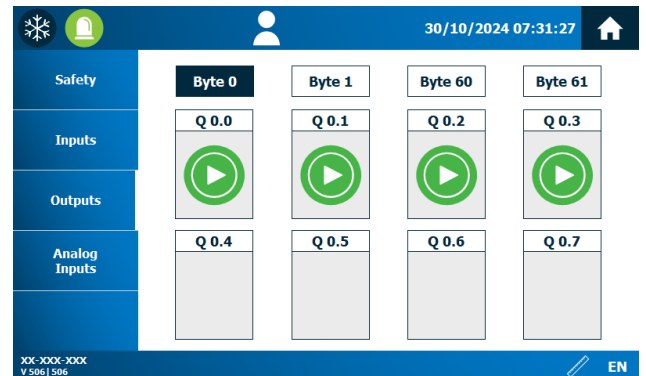 30/10/2024 07:31:27
Safety
Inputs
Outputs
Analog
Inputs
Byte 0 Byte 1 Byte 60 Byte 61
Q 0.0 Q 0.1 Q 0.2 Q 0.3
Q 0.4 Q 0.5 Q 0.6 Q 0.7
XX-XXX-XXX
V 506 | 506
EN